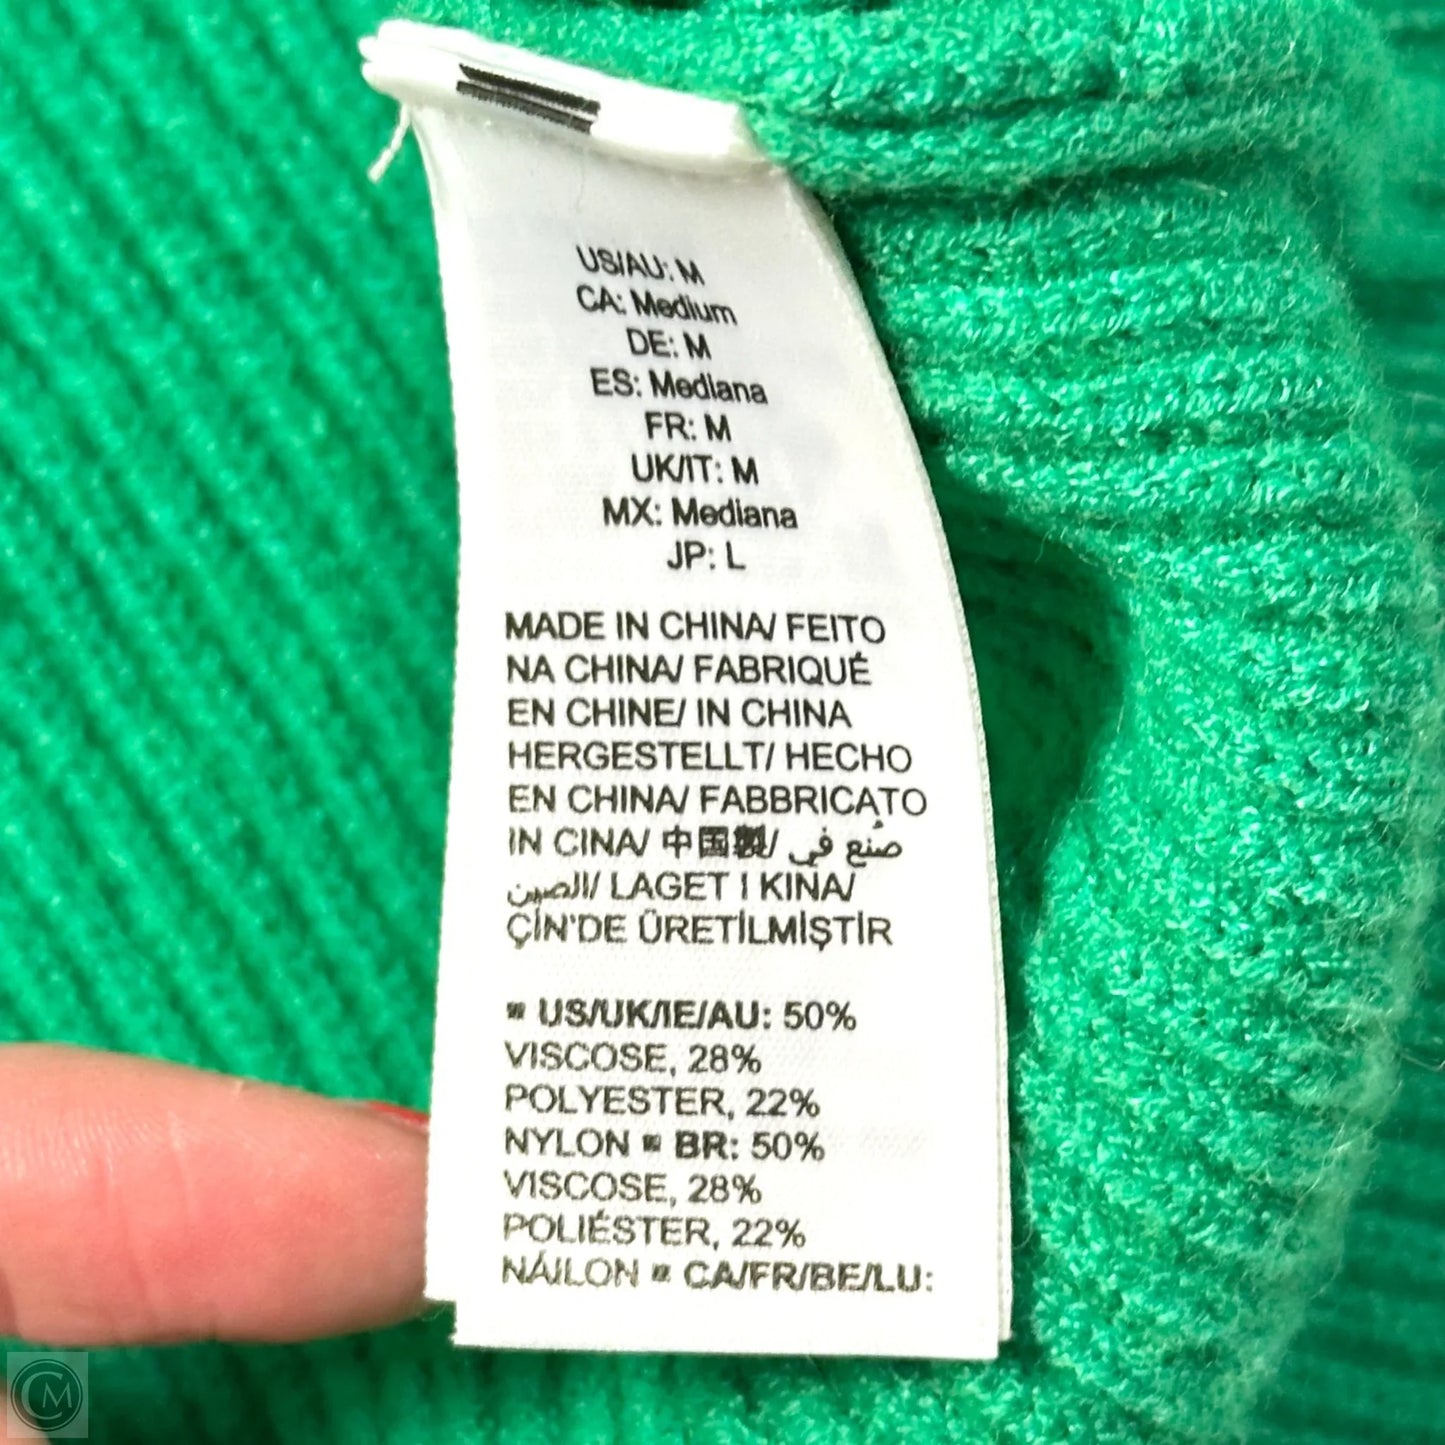 US/AU: M
CA: Medium
DE: M
ES: Mediana
FR: M
UK/IT: M
MX: Mediana
JP: L
MADE IN CHINA/ FEITO
NA CHINA/ FABRIQUÉ
EN CHINE/ IN CHINA
HERGESTELLT/ HECHO
EN CHINA/ FABBRICATO
IN CINA/ 中国製/ صُنع في
الصين/ LAGET I KINA/
ÇİN'DE ÜRETİLMİŞTİR
US/UK/IE/AU: 50%
VISCOSE, 28%
POLYESTER, 22%
NYLON BR: 50%
VISCOSE, 28%
POLIÉSTER, 22%
NÁILON CA/FR/BE/LU:
CM